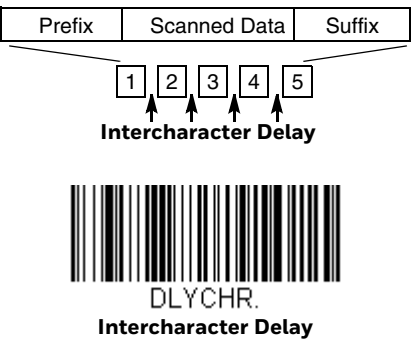 Prefix Scanned Data Suffix
1 2 3 4 5
Intercharacter Delay
DLYCHR.
Intercharacter Delay